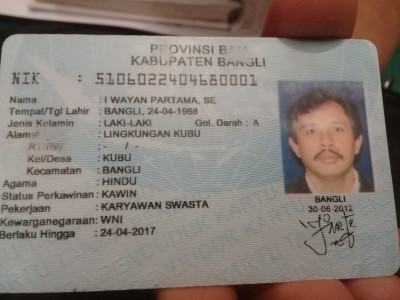 PROVINSI BALI
KABUPATEN BANGLI
NIK : 5106022404680001
Nama : I WAYAN PARTAMA, SE
Tempat/Tgl Lahir : BANGLI, 24-04-1968
Jenis Kelamin : LAKI-LAKI Gol. Darah : A
Alamat : LINGKUNGAN KUBU
RT/RW : - / -
Kel/Desa : KUBU
Kecamatan : BANGLI
Agama : HINDU
Status Perkawinan : KAWIN
Pekerjaan : KARYAWAN SWASTA
Kewarganegaraan : WNI
Berlaku Hingga : 24-04-2017
BANGLI
30-06-2012